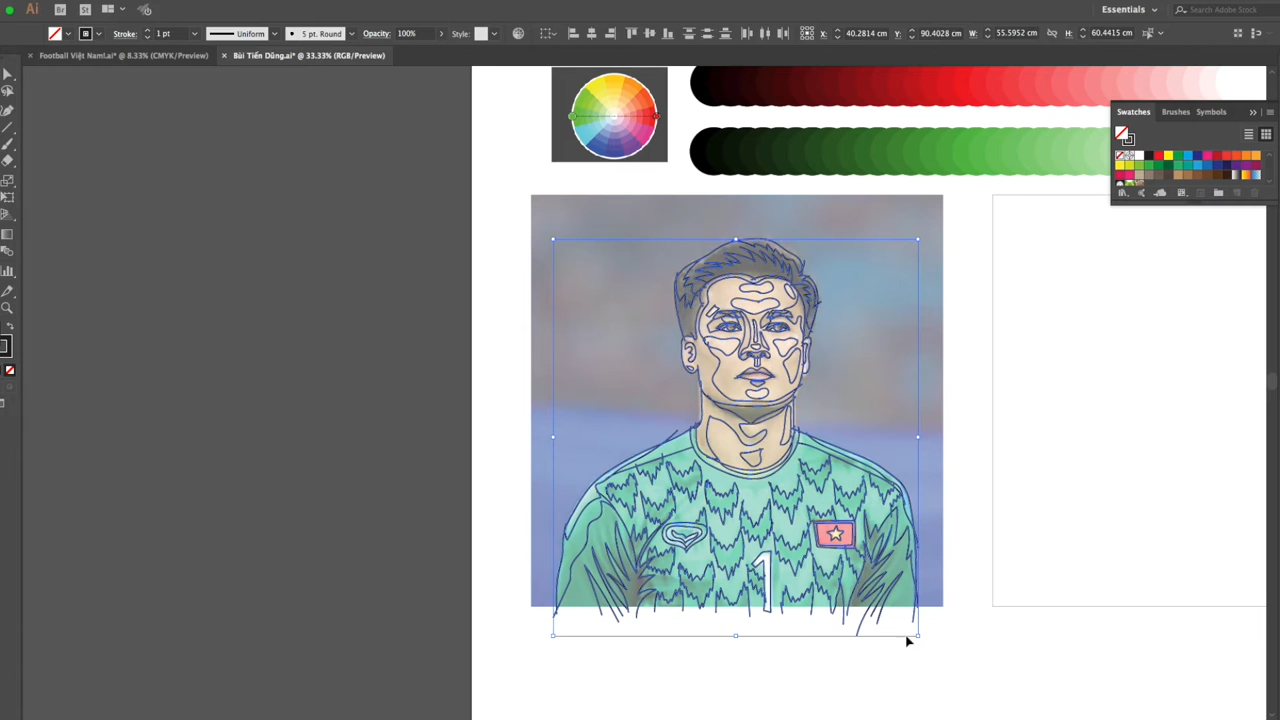 Ai Br St Essentials Search Adobe Stock
Stroke: 1 pt Uniform 5 pt. Round Opacity: 100% Style: X: 40.2814 cm Y: 90.4028 cm W: 55.5952 cm H: 60.4415 cm
× Football Việt Nam!.ai* @ 8.33% (CMYK/Preview) × Bùi Tiến Dũng.ai* @ 33.33% (RGB/Preview)
Swatches Brushes Symbols
1